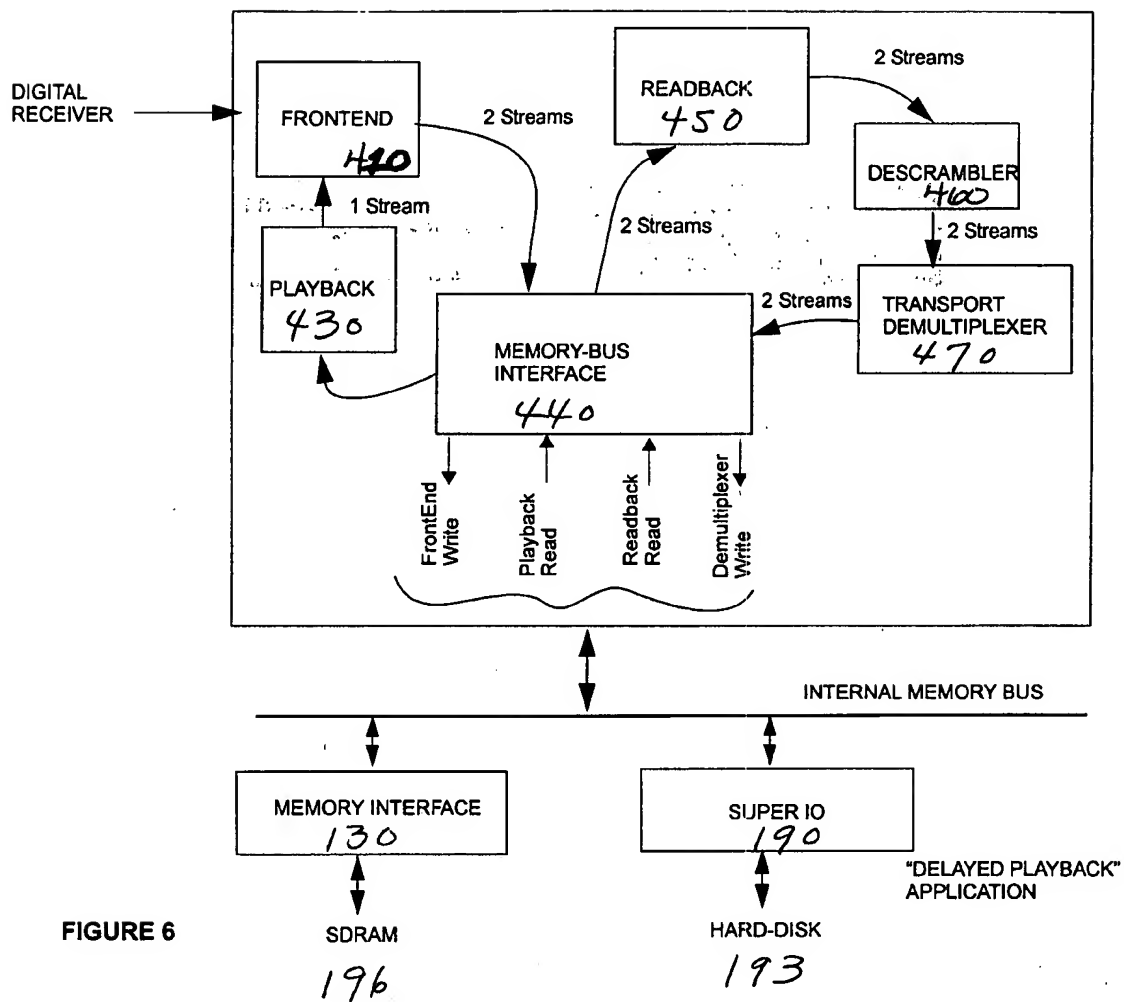 DIGITAL
RECEIVER
FRONTEND
410
2 Streams
READBACK
450
2 Streams
DESCRAMBLER
460
1 Stream
2 Streams
2 Streams
PLAYBACK
430
2 Streams
TRANSPORT
DEMULTIPLEXER
470
MEMORY-BUS
INTERFACE
440
FrontEnd
Write
Playback
Read
Readback
Read
Demultiplexer
Write
INTERNAL MEMORY BUS
MEMORY INTERFACE
130
SUPER IO
190
"DELAYED PLAYBACK"
APPLICATION
FIGURE 6
SDRAM
196
HARD-DISK
193